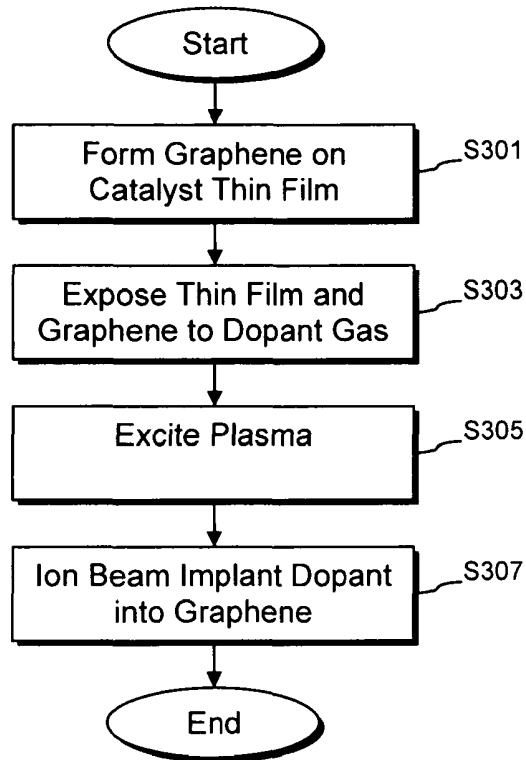 Start
Form Graphene on
Catalyst Thin Film
S301
Expose Thin Film and
Graphene to Dopant Gas
S303
Excite Plasma
S305
Ion Beam Implant Dopant
into Graphene
S307
End